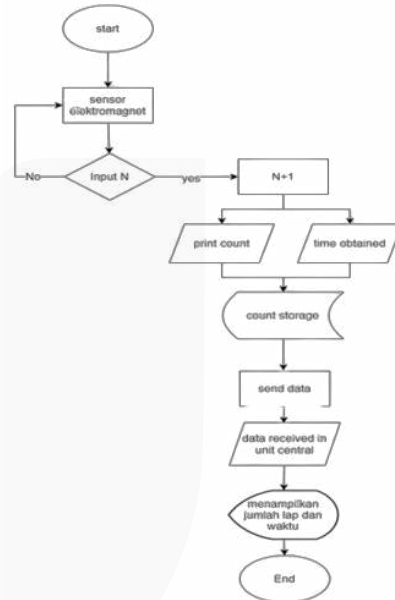 start
sensor
elektromagnet
Input N
No
yes
N+1
print count
time obtained
count storage
send data
data received in
unit central
menampilkan
jumlah lap dan
waktu
End